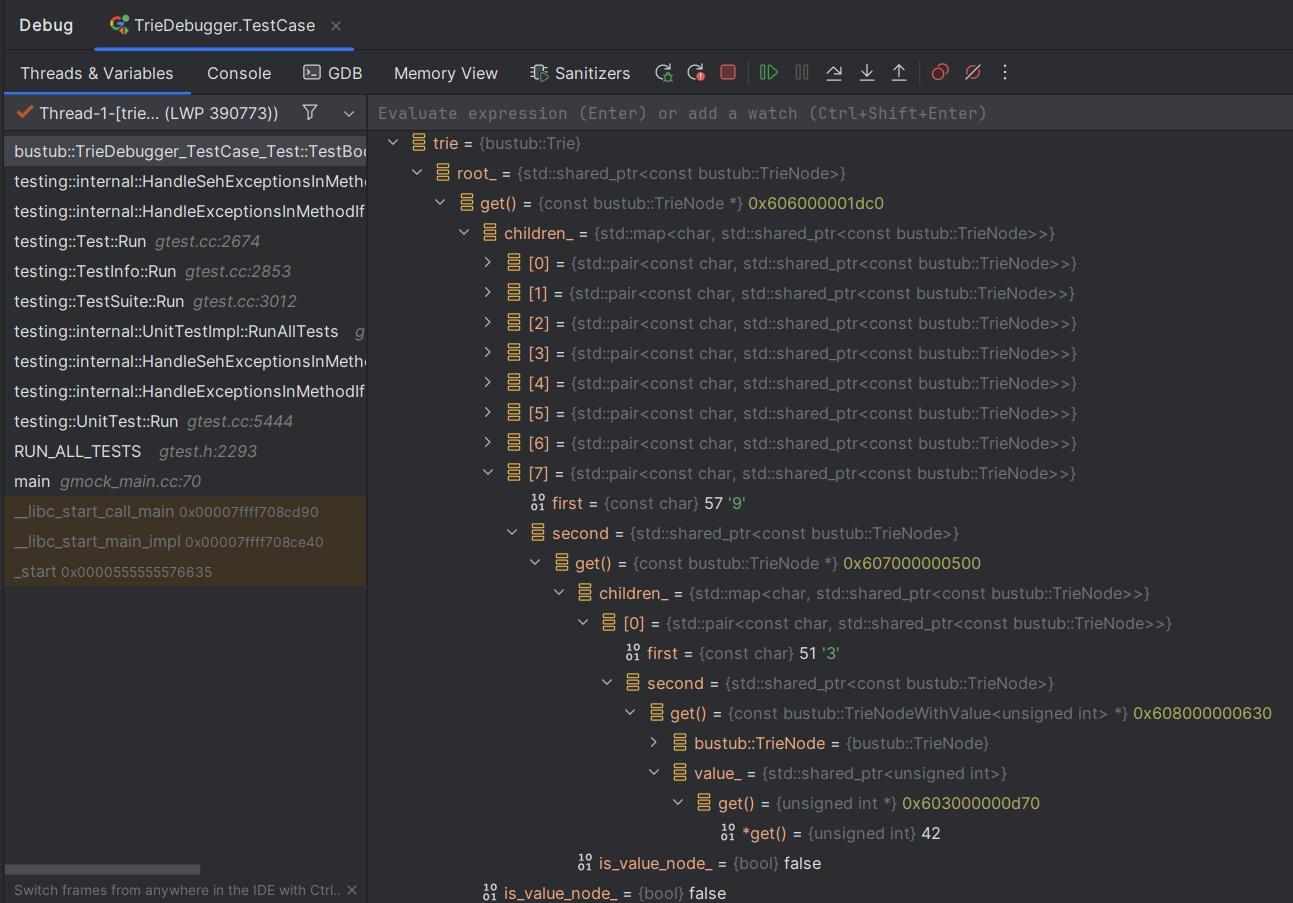 Debug
TrieDebugger.TestCase
Threads & Variables
Console
GDB
Memory View
Sanitizers
Thread-1-[trie... (LWP 390773))
Evaluate expression (Enter) or add a watch (Ctrl+Shift+Enter)
bustub::TrieDebugger_TestCase_Test::TestBo
testing::internal::HandleSehExceptionsInMeth
testing::internal::HandleExceptionsInMethodIf
testing::Test::Run gtest.cc:2674
testing::TestInfo::Run gtest.cc:2853
testing::TestSuite::Run gtest.cc:3012
testing::internal::UnitTestImpl::RunAllTests g
testing::internal::HandleSehExceptionsInMeth
testing::internal::HandleExceptionsInMethodIf
testing::UnitTest::Run gtest.cc:5444
RUN_ALL_TESTS gtest.h:2293
main gmock_main.cc:70
__libc_start_call_main 0x00007ffff708cd90
__libc_start_main_impl 0x00007ffff708ce40
_start 0x0000555555576635
Switch frames from anywhere in the IDE with Ctrl..
trie = {bustub::Trie}
root_ = {std::shared_ptr<const bustub::TrieNode>}
get() = {const bustub::TrieNode *} 0x606000001dc0
children_ = {std::map<char, std::shared_ptr<const bustub::TrieNode>>}
[0] = {std::pair<const char, std::shared_ptr<const bustub::TrieNode>>}
[1] = {std::pair<const char, std::shared_ptr<const bustub::TrieNode>>}
[2] = {std::pair<const char, std::shared_ptr<const bustub::TrieNode>>}
[3] = {std::pair<const char, std::shared_ptr<const bustub::TrieNode>>}
[4] = {std::pair<const char, std::shared_ptr<const bustub::TrieNode>>}
[5] = {std::pair<const char, std::shared_ptr<const bustub::TrieNode>>}
[6] = {std::pair<const char, std::shared_ptr<const bustub::TrieNode>>}
[7] = {std::pair<const char, std::shared_ptr<const bustub::TrieNode>>}
first = {const char} 57 '9'
second = {std::shared_ptr<const bustub::TrieNode>}
get() = {const bustub::TrieNode *} 0x607000000500
children_ = {std::map<char, std::shared_ptr<const bustub::TrieNode>>}
[0] = {std::pair<const char, std::shared_ptr<const bustub::TrieNode>>}
first = {const char} 51 '3'
second = {std::shared_ptr<const bustub::TrieNode>}
get() = {const bustub::TrieNodeWithValue<unsigned int> *} 0x608000000630
bustub::TrieNode = {bustub::TrieNode}
value_ = {std::shared_ptr<unsigned int>}
get() = {unsigned int *} 0x603000000d70
*get() = {unsigned int} 42
is_value_node_ = {bool} false
is_value_node_ = {bool} false